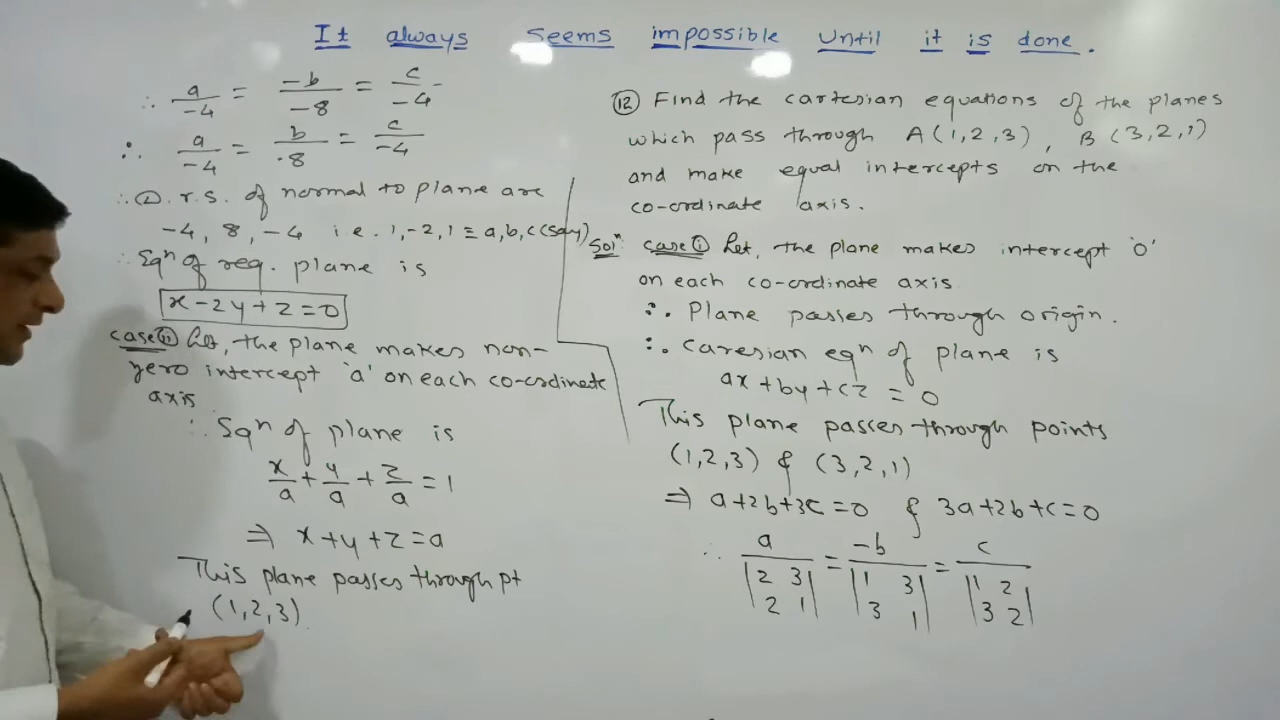 It always seems impossible until it is done.
(12) Find the cartesian equations of the planes
which pass through A(1,2,3), B(3,2,1)
and make equal intercepts on the
co-ordinate axis.
Solⁿ: case (i) Let, the plane makes intercept 'o'
on each co-ordinate axis
∴ Plane passes through origin.
∴ Caresian eqⁿ of plane is
ax+by+cz = 0
This plane passes through points
(1,2,3) & (3,2,1)
⇒ a+2b+3c=0 & 3a+2b+c=0
∴ a/|2 3; 2 1| = -b/|1 3; 3 1| = c/|1 2; 3 2|
∴ a/-4 = -b/-8 = c/-4
∴ a/-4 = b/8 = c/-4
∴ D.r.s. of normal to plane are
-4, 8, -4 i.e. 1,-2,1 ≡ a,b,c (say)
∴ Eqⁿ of req. plane is
x-2y+z=0
case (ii) Let, the plane makes non-
zero intercept 'a' on each co-ordinate
axis
∴ Eqⁿ of plane is
x/a + y/a + z/a = 1
⇒ x+y+z=a
This plane passes through pt
(1,2,3).